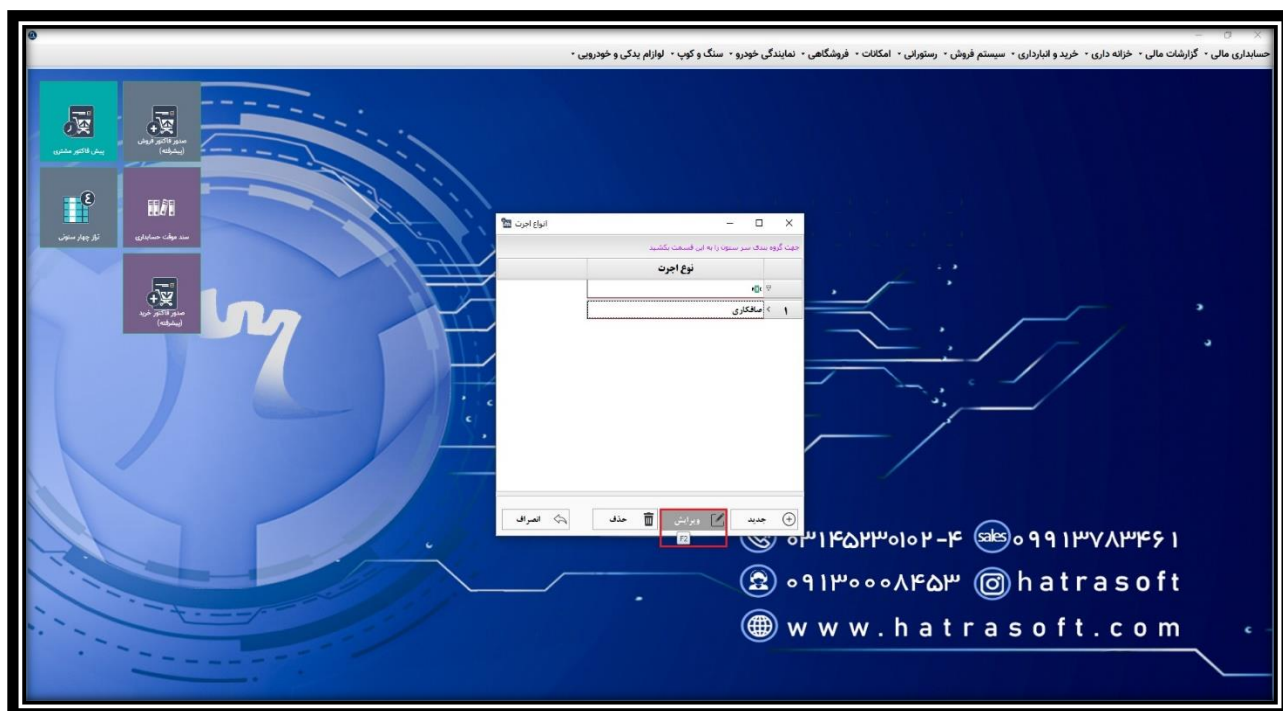 حسابداری مالی گزارشات مالی خزانه داری خرید و انبارداری سیستم فروش رستورانی امکانات فروشگاهی نمایندگی خودرو سنگ و کوپ لوازم یدکی و خودرویی
صدور فاکتور فروش
(پیشرفته)
پیش فاکتور مشتری
سند موقت حسابداری
تراز چهار ستونی
صدور فاکتور خرید
(پیشرفته)
انواع اجرت
جهت گروه بندی سر ستون را به این قسمت بکشید
نوع اجرت
۱ صافکاری
جدید ویرایش حذف انصراف
F2
۰۳۱۴۵۲۳۰۱۰۲-۴ sales ۰۹۹۱۳۷۸۳۴۶۱
۰۹۱۳۰۰۰۸۴۵۳ hatrasoft
www.hatrasoft.com